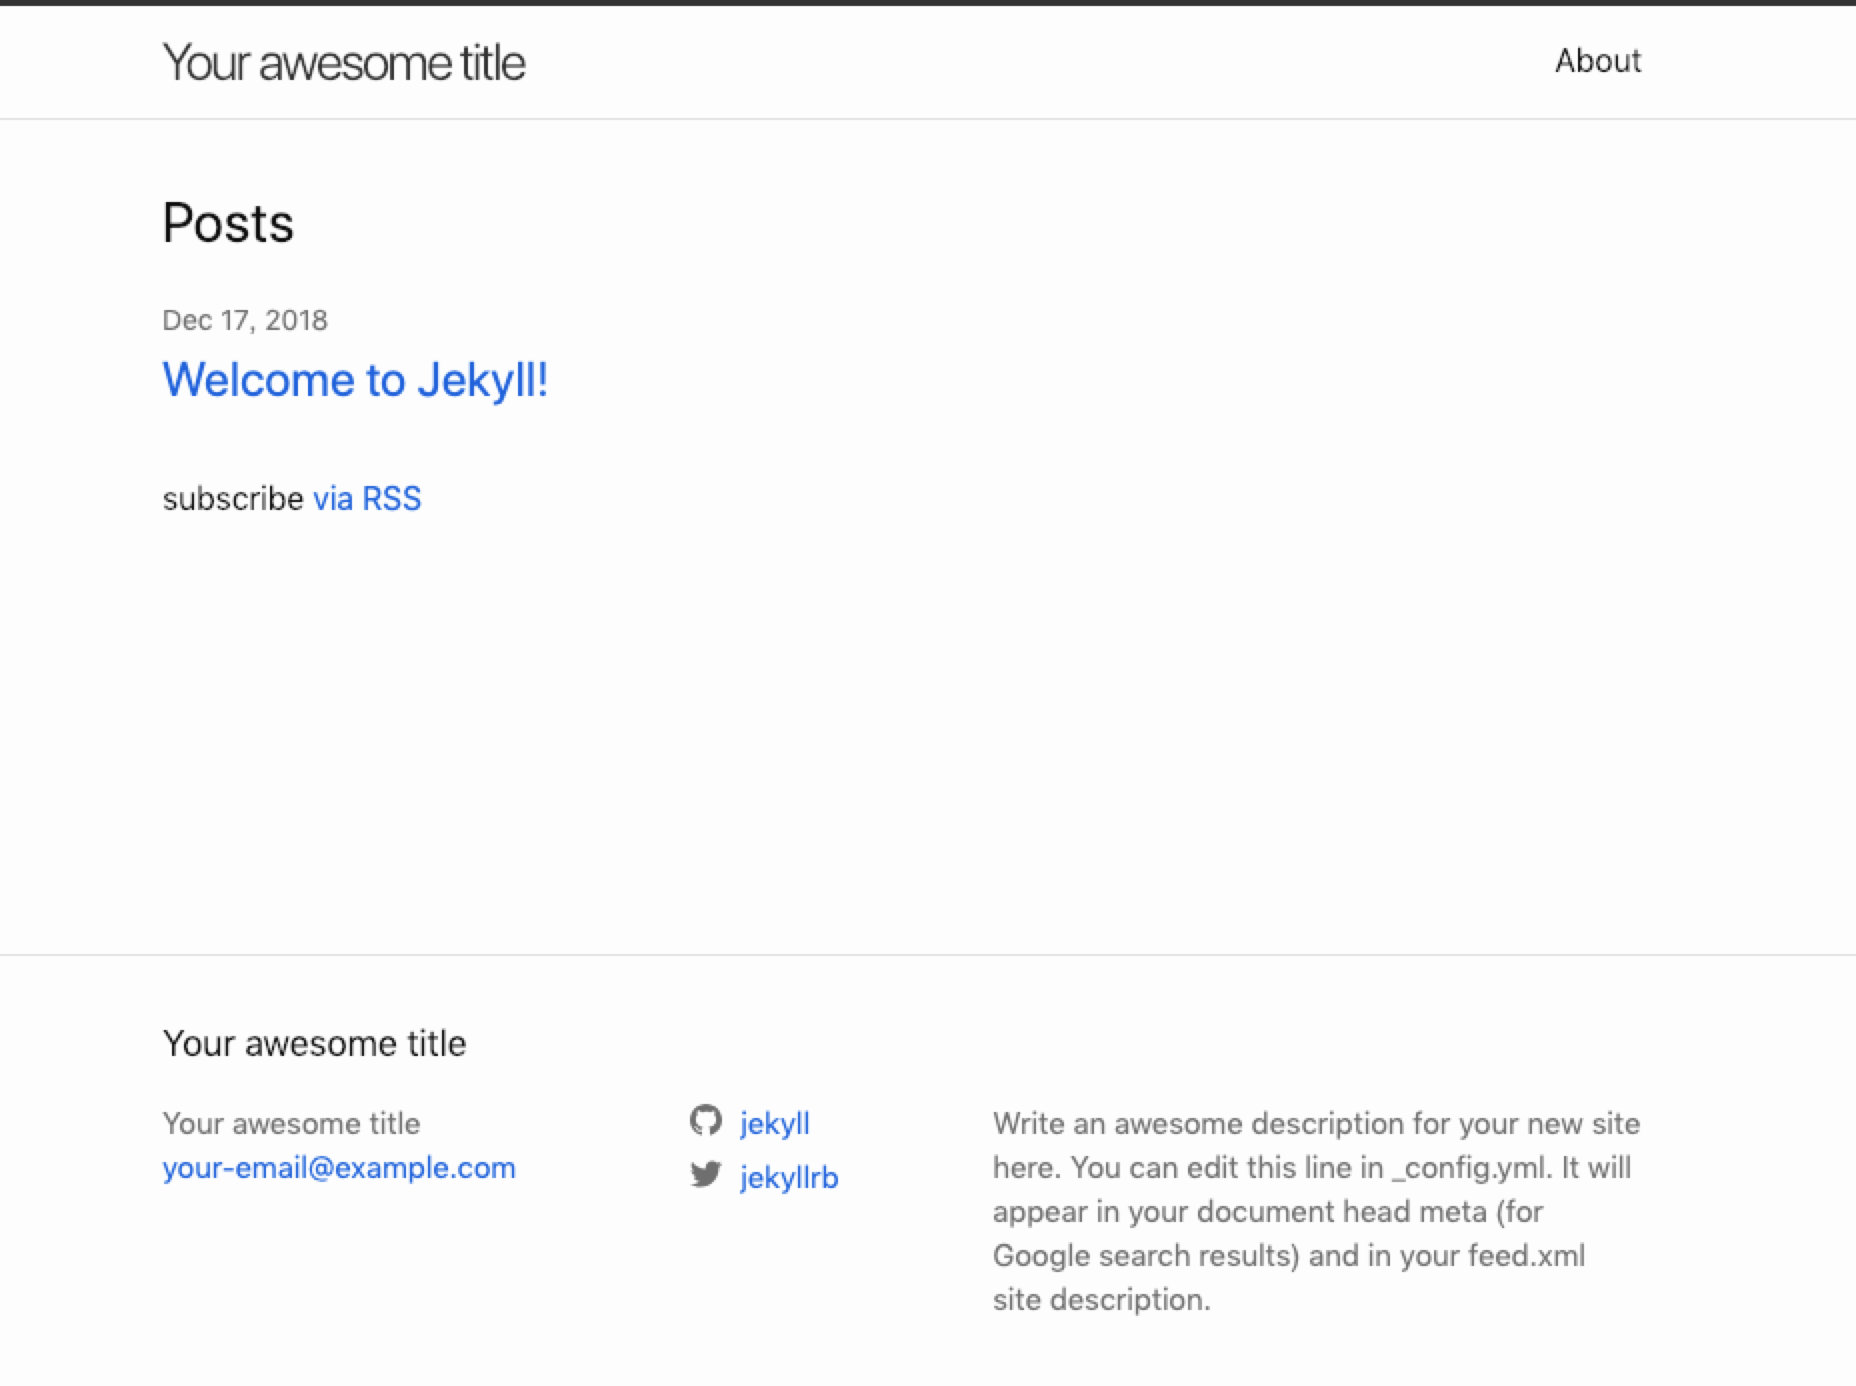 Your awesome title
About
Posts
Dec 17, 2018
Welcome to Jekyll!
subscribe via RSS
Your awesome title
Your awesome title
your-email@example.com
jekyll
jekyllrb
Write an awesome description for your new site
here. You can edit this line in _config.yml. It will
appear in your document head meta (for
Google search results) and in your feed.xml
site description.